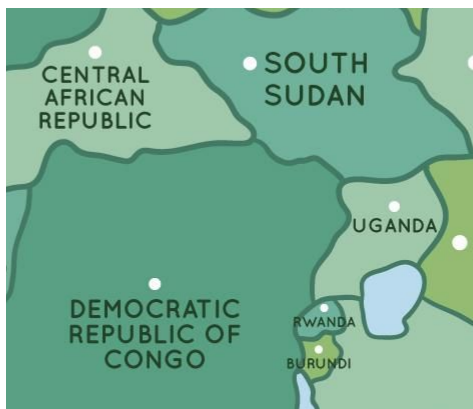 CENTRAL
AFRICAN
REPUBLIC
SOUTH
SUDAN
UGANDA
DEMOCRATIC
REPUBLIC OF
CONGO
RWANDA
BURUNDI